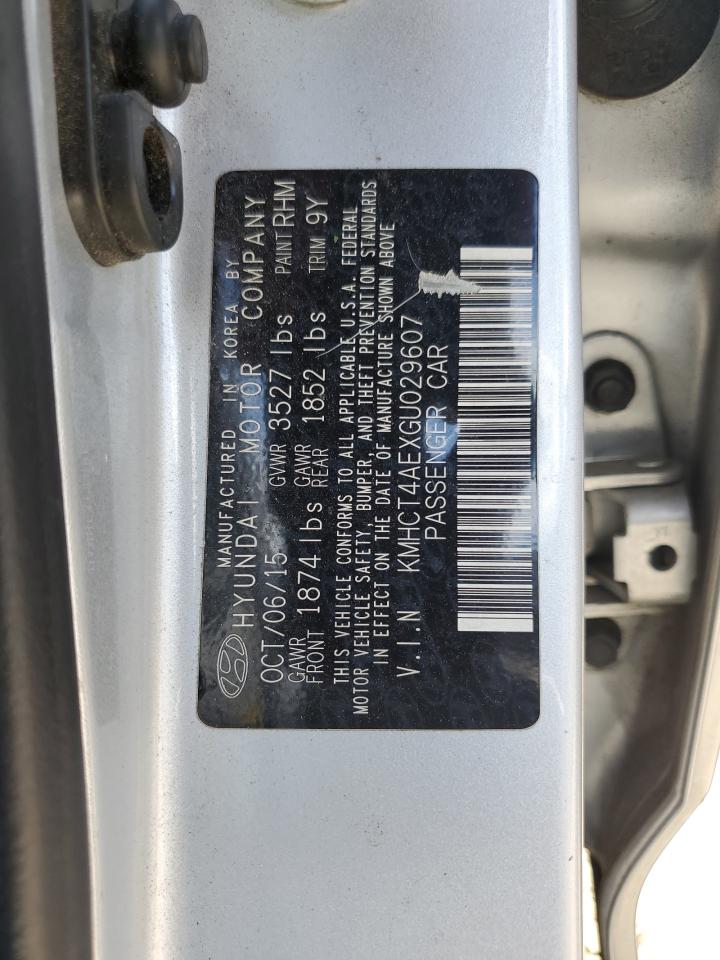 MANUFACTURED IN KOREA BY
HYUNDAI MOTOR COMPANY
OCT/06/15 GVWR 3527 lbs PAINT RHM
GAWR FRONT 1874 lbs GAWR REAR 1852 lbs TRIM 9Y
THIS VEHICLE CONFORMS TO ALL APPLICABLE U.S.A. FEDERAL
MOTOR VEHICLE SAFETY, BUMPER, AND THEFT PREVENTION STANDARDS
IN EFFECT ON THE DATE OF MANUFACTURE SHOWN ABOVE
V.I.N KMHCT4AEXGU029607
PASSENGER CAR